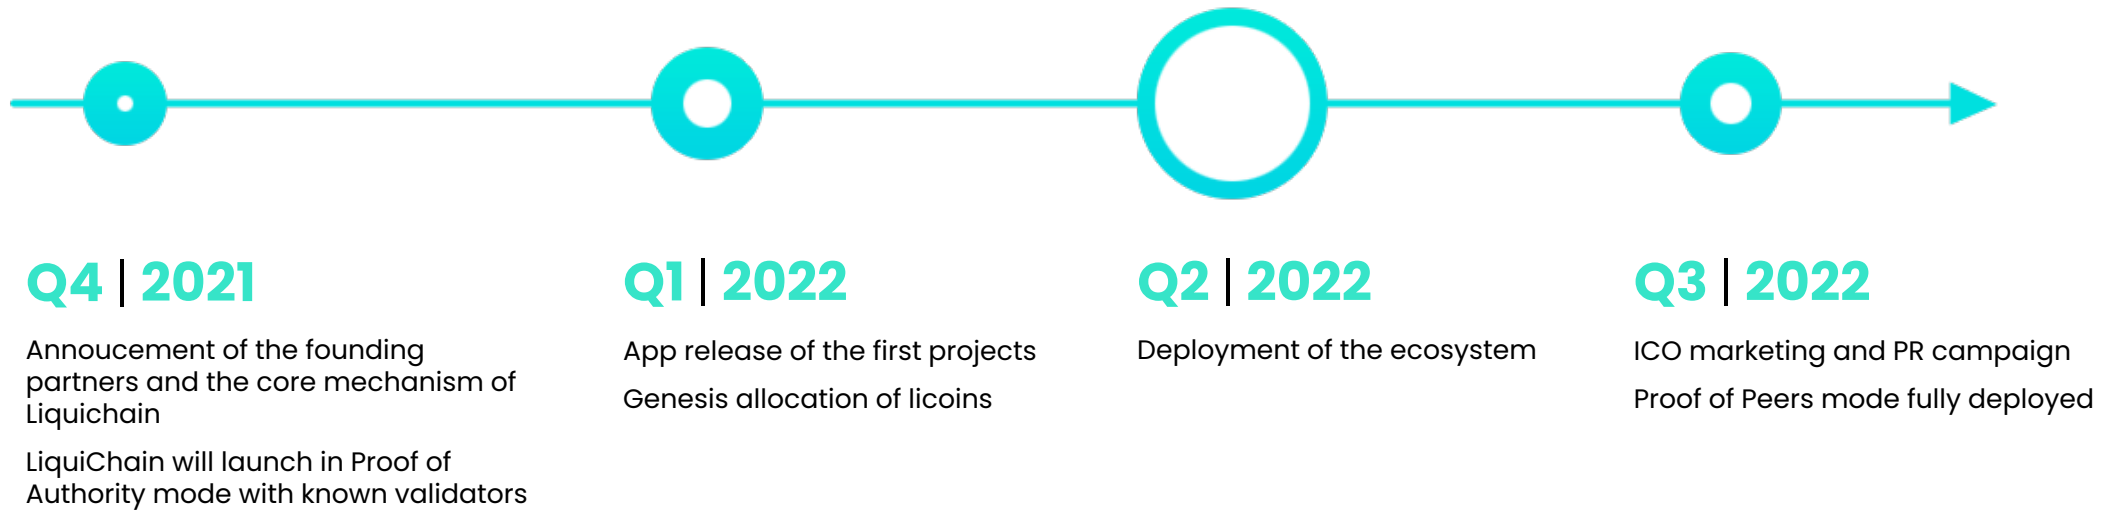 Q4 | 2021
Annoucement of the founding
partners and the core mechanism of
Liquichain
LiquiChain will launch in Proof of
Authority mode with known validators
Q1 | 2022
App release of the first projects
Genesis allocation of licoins
Q2 | 2022
Deployment of the ecosystem
Q3 | 2022
ICO marketing and PR campaign
Proof of Peers mode fully deployed